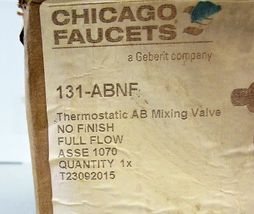 CHICAGO
FAUCETS
a Geberit company
131-ABNF
Thermostatic AB Mixing Valve
NO FINISH
FULL FLOW
ASSE 1070
QUANTITY 1x
T23092015